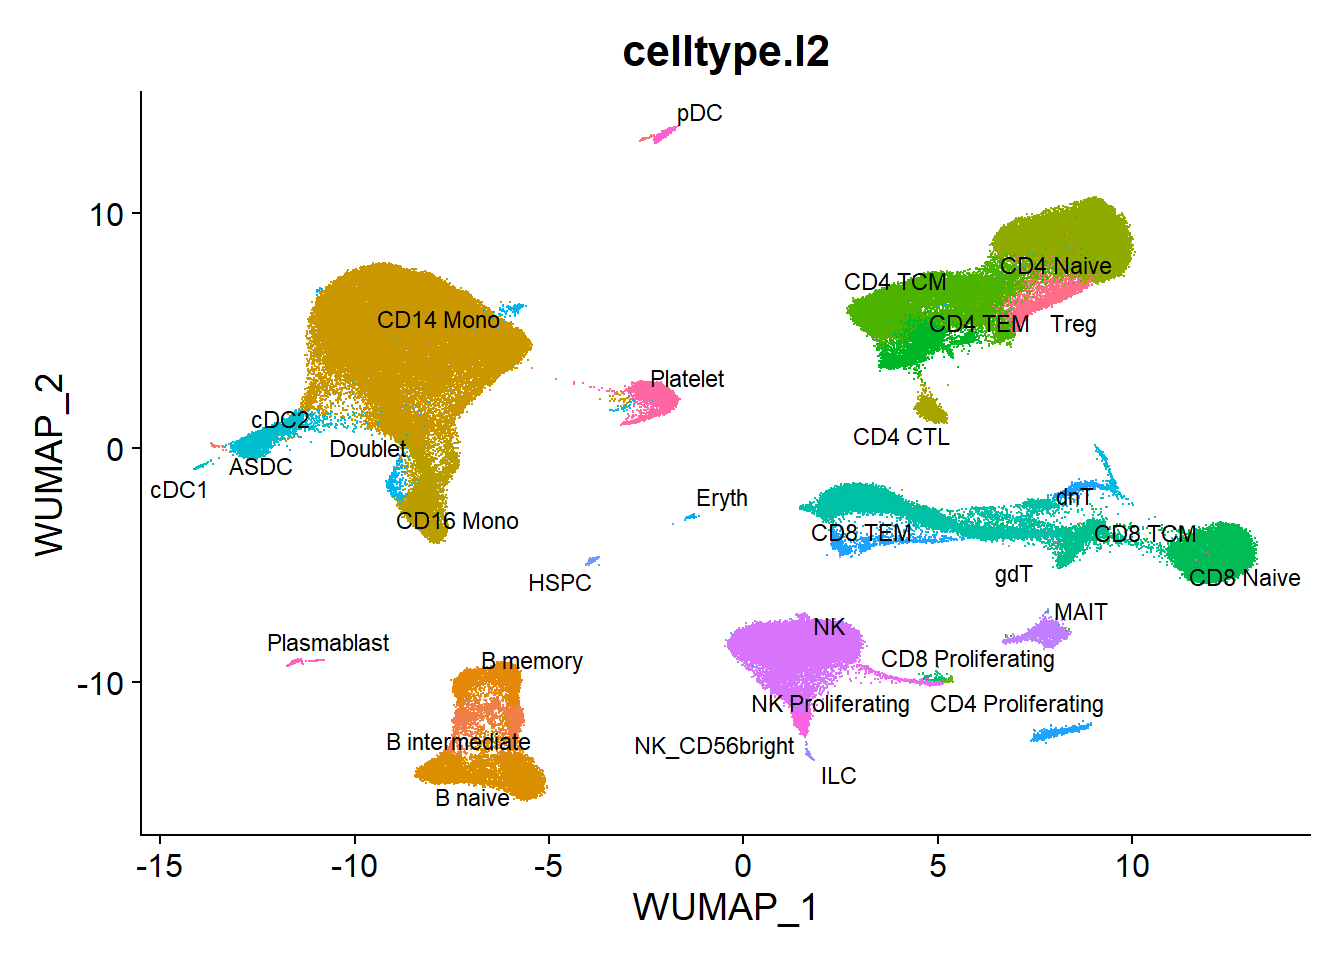 celltype.l2
pDC
10
CD4 Naive
CD4 TCM
CD14 Mono
CD4 TEM
Treg
Platelet
cDC2
CD4 CTL
0
Doublet
ASDC
cDC1
Eryth
dnT
CD16 Mono
CD8 TEM
CD8 TCM
WUMAP_2
gdT
CD8 Naive
HSPC
MAIT
NK
Plasmablast
B memory
CD8 Proliferating
-10
NK Proliferating
CD4 Proliferating
B intermediate
NK_CD56bright
ILC
B naive
-15
-10
-5
0
5
10
WUMAP_1